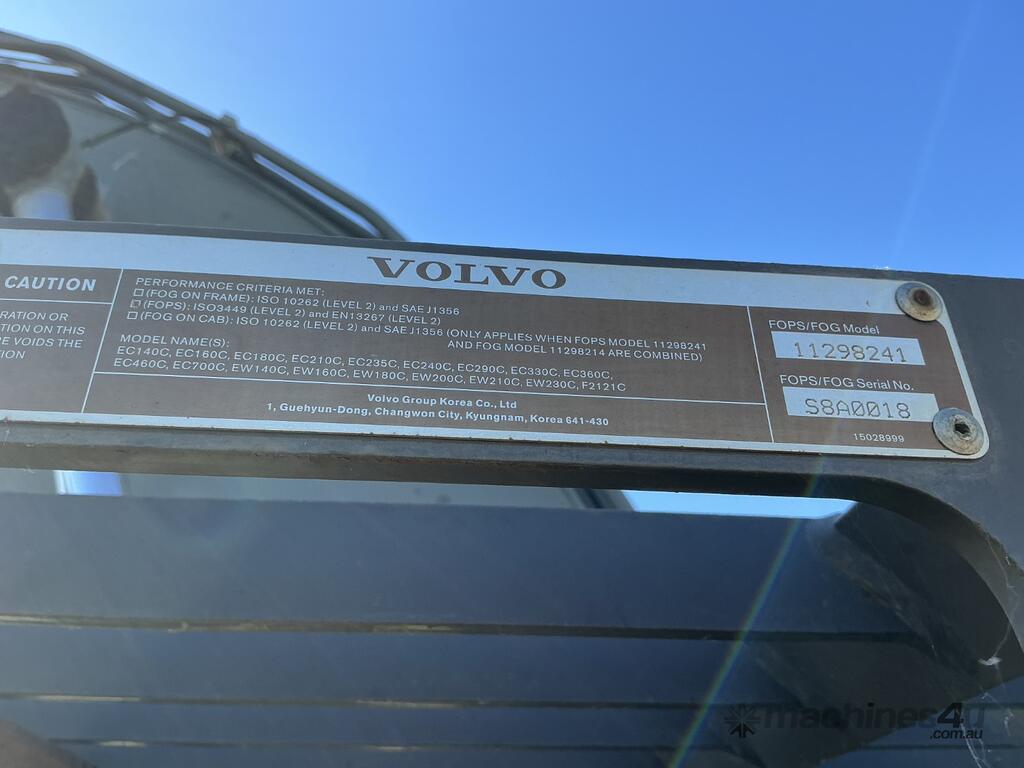 VOLVO
CAUTION
RATION OR
TION ON THIS
RE VOIDS THE
TION
PERFORMANCE CRITERIA MET:
(FOG ON FRAME): ISO 10262 (LEVEL 2) and SAE J1356
(FOPS): ISO3449 (LEVEL 2) and EN13267 (LEVEL 2)
(FOG ON CAB): ISO 10262 (LEVEL 2) and SAE J1356 (ONLY APPLIES WHEN FOPS MODEL 11298241
AND FOG MODEL 11298214 ARE COMBINED)
MODEL NAME(S):
EC140C, EC160C, EC180C, EC210C, EC235C, EC240C, EC290C, EC330C, EC360C,
EC460C, EC700C, EW140C, EW160C, EW180C, EW200C, EW210C, EW230C, F2121C
Volvo Group Korea Co., Ltd
1, Guehyun-Dong, Changwon City, Kyungnam, Korea 641-430
FOPS/FOG Model
11298241
FOPS/FOG Serial No.
S8A0018
15028999
machines4u
.com.au